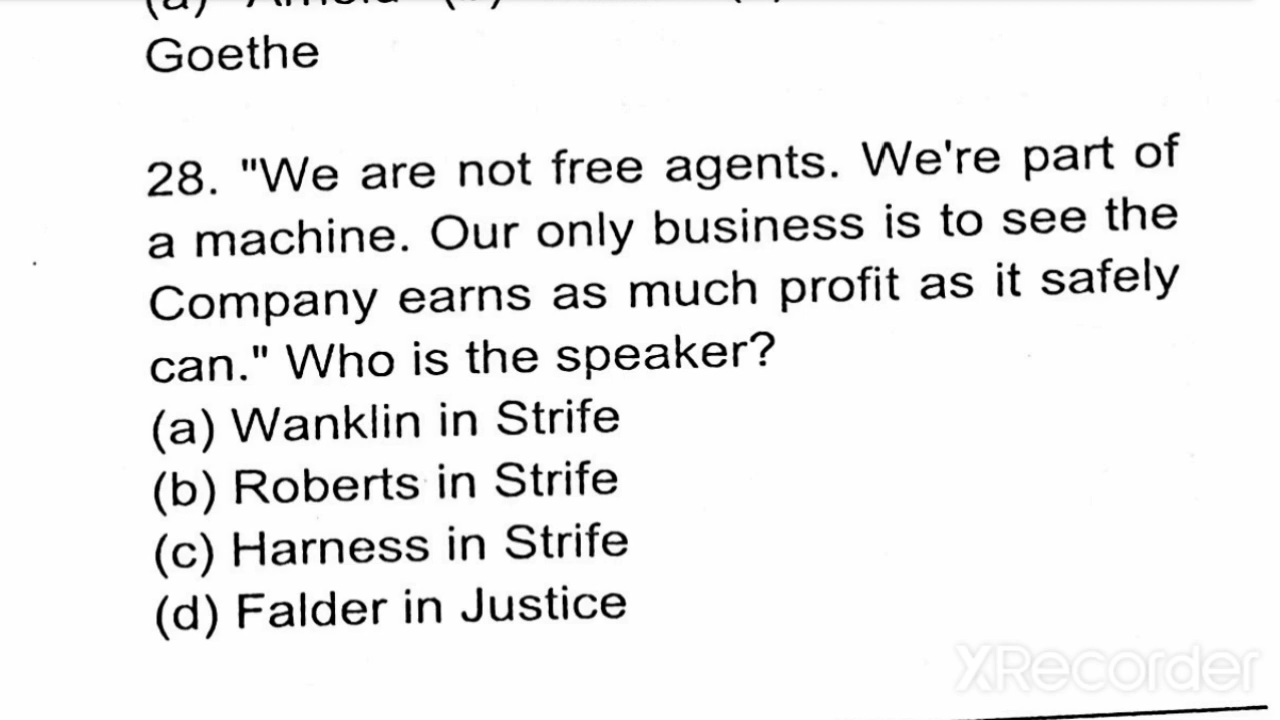 Goethe
28. "We are not free agents. We're part of
a machine. Our only business is to see the
Company earns as much profit as it safely
can." Who is the speaker?
(a) Wanklin in Strife
(b) Roberts in Strife
(c) Harness in Strife
(d) Falder in Justice
XRecorder